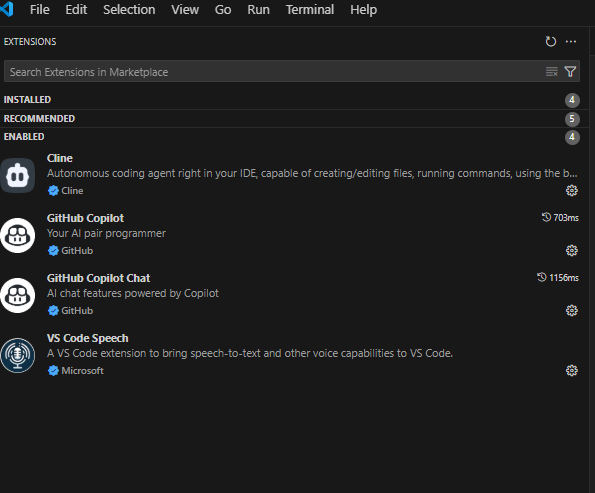 File Edit Selection View Go Run Terminal Help
EXTENSIONS
Search Extensions in Marketplace
INSTALLED 4
RECOMMENDED 5
ENABLED 4
Cline
Autonomous coding agent right in your IDE, capable of creating/editing files, running commands, using the b...
Cline
GitHub Copilot 703ms
Your AI pair programmer
GitHub
GitHub Copilot Chat 1156ms
AI chat features powered by Copilot
GitHub
VS Code Speech
A VS Code extension to bring speech-to-text and other voice capabilities to VS Code.
Microsoft